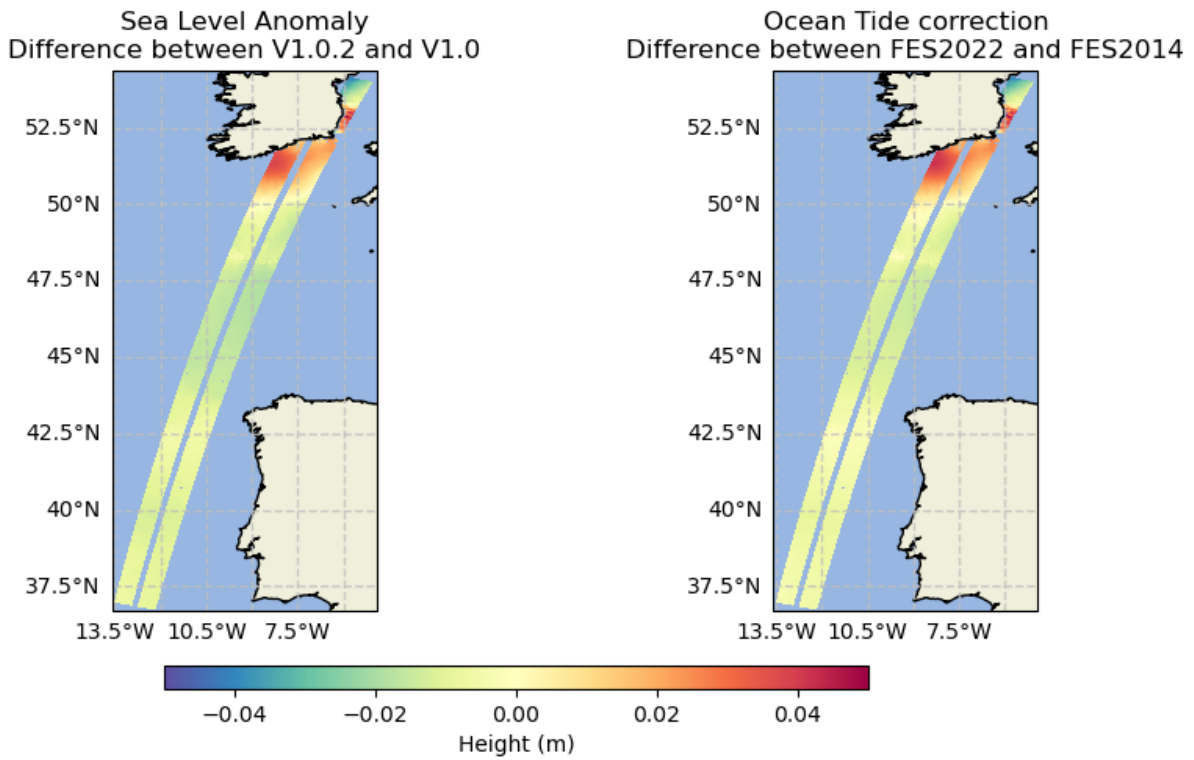 Sea Level Anomaly
Difference between V1.0.2 and V1.0
52.5°N
50°N
47.5°N
45°N
42.5°N
40°N
37.5°N
13.5°W 10.5°W 7.5°W
Ocean Tide correction
Difference between FES2022 and FES2014
52.5°N
50°N
47.5°N
45°N
42.5°N
40°N
37.5°N
13.5°W 10.5°W 7.5°W
−0.04 −0.02 0.00 0.02 0.04
Height (m)